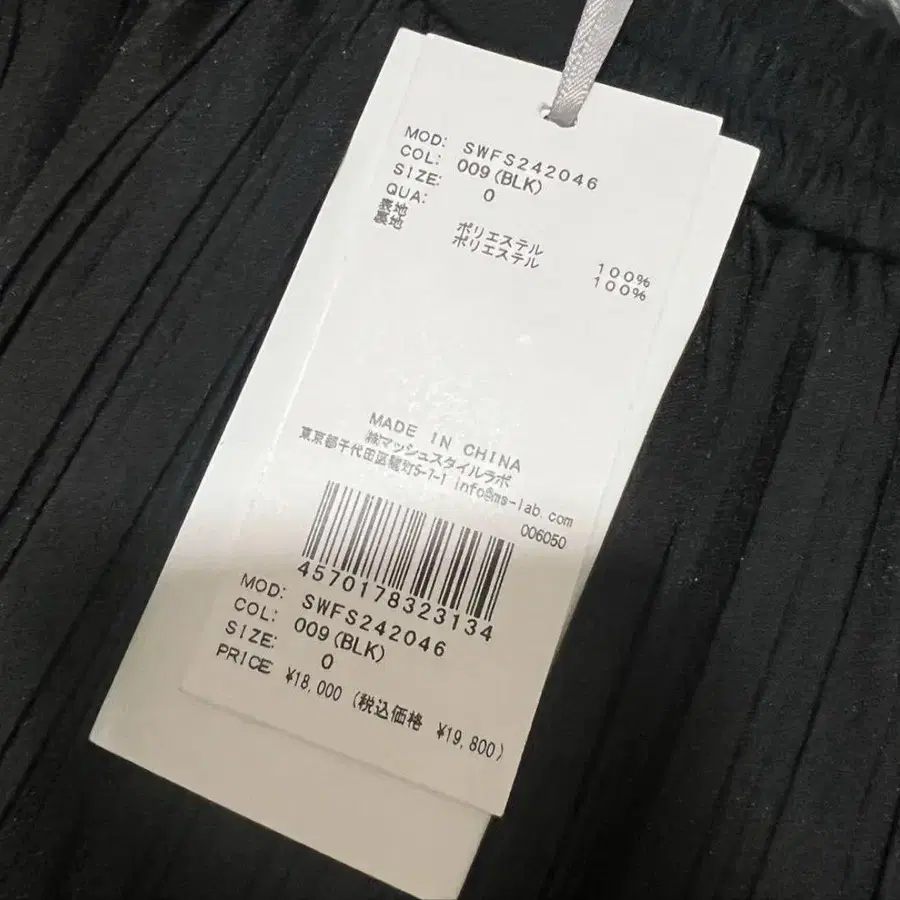 MOD: SWFS242046
COL: 009(BLK)
SIZE: 0
QUA:
表地 ポリエステル 100%
裏地 ポリエステル 100%
MADE IN CHINA
㈱マッシュスタイルラボ
東京都千代田区麹町5-7-1 info@ms-lab.com
006050
4570178323134
MOD: SWFS242046
COL: 009(BLK)
SIZE: 0
PRICE ¥18,000 (税込価格 ¥19,800)